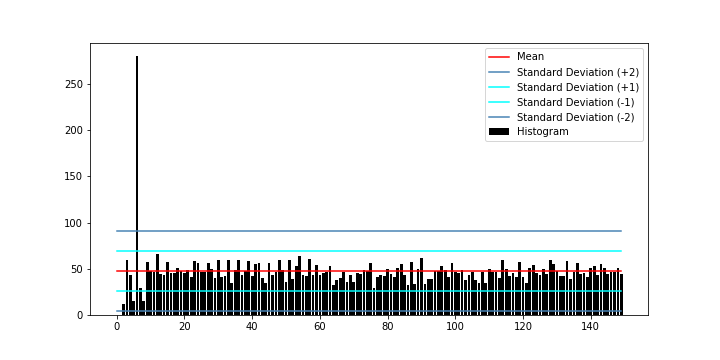 Mean
Standard Deviation (+2)
Standard Deviation (+1)
Standard Deviation (-1)
Standard Deviation (-2)
Histogram
250
200
150
100
50
0
0 20 40 60 80 100 120 140